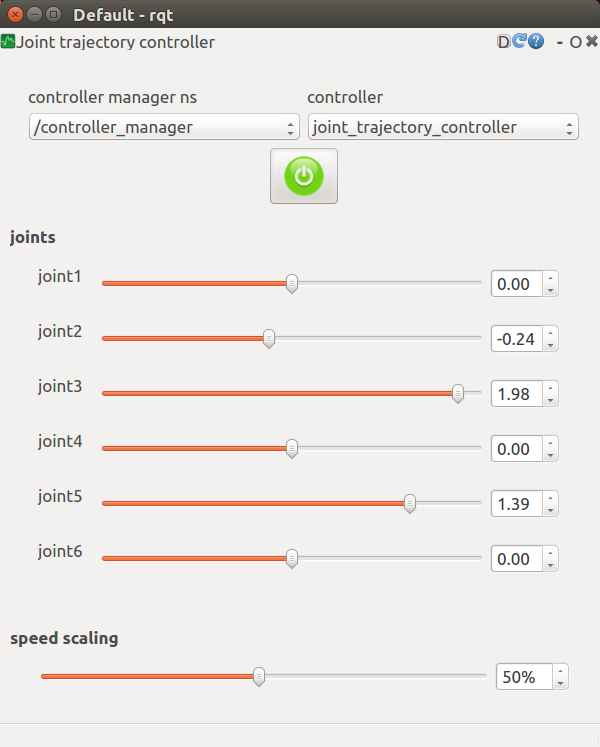 Default - rqt
Joint trajectory controller D ? - O
controller manager ns controller
/controller_manager joint_trajectory_controller
joints
joint1 0.00
joint2 -0.24
joint3 1.98
joint4 0.00
joint5 1.39
joint6 0.00
speed scaling
50%